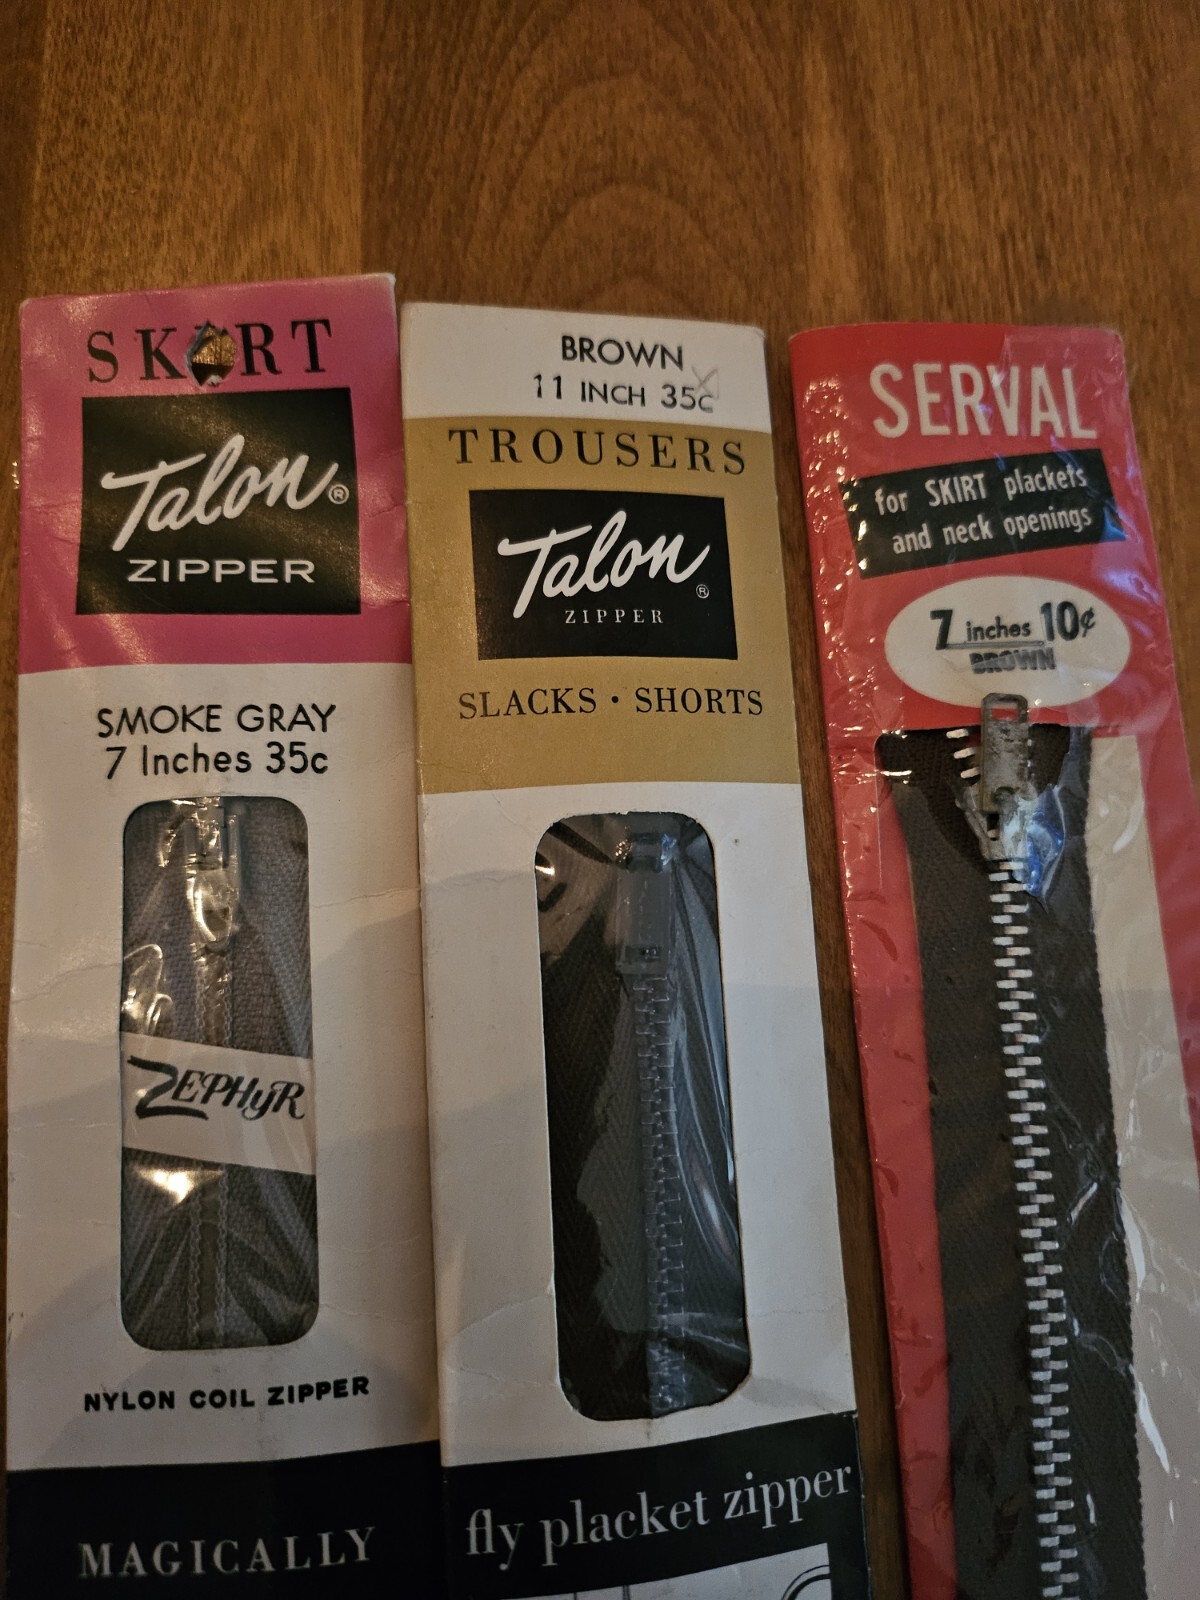 SKIRT
Talon®
ZIPPER
SMOKE GRAY
7 Inches 35c
ZEPHYR
NYLON COIL ZIPPER
MAGICALLY
BROWN
11 INCH 35c
TROUSERS
Talon®
ZIPPER
SLACKS · SHORTS
fly placket zipper
SERVAL
for SKIRT plackets
and neck openings
7 inches 10¢
BROWN